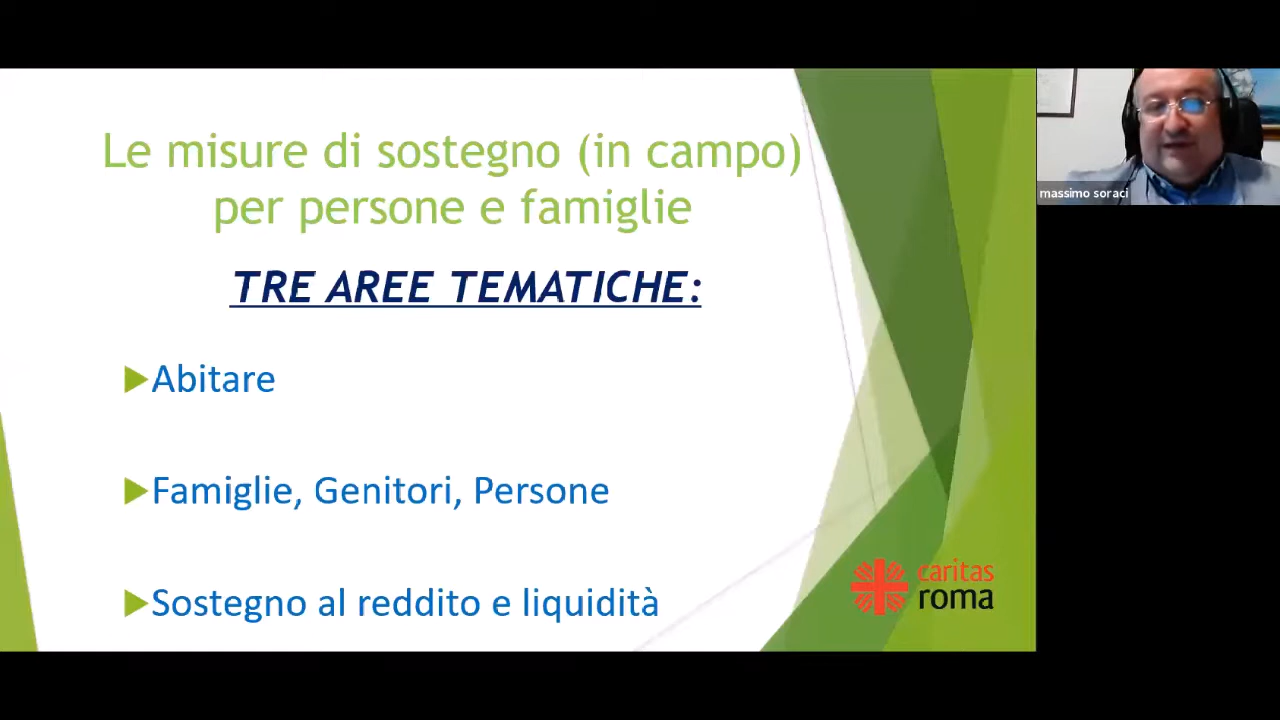 Le misure di sostegno (in campo)
per persone e famiglie
TRE AREE TEMATICHE:
Abitare
Famiglie, Genitori, Persone
Sostegno al reddito e liquidità
caritas
roma
massimo soraci